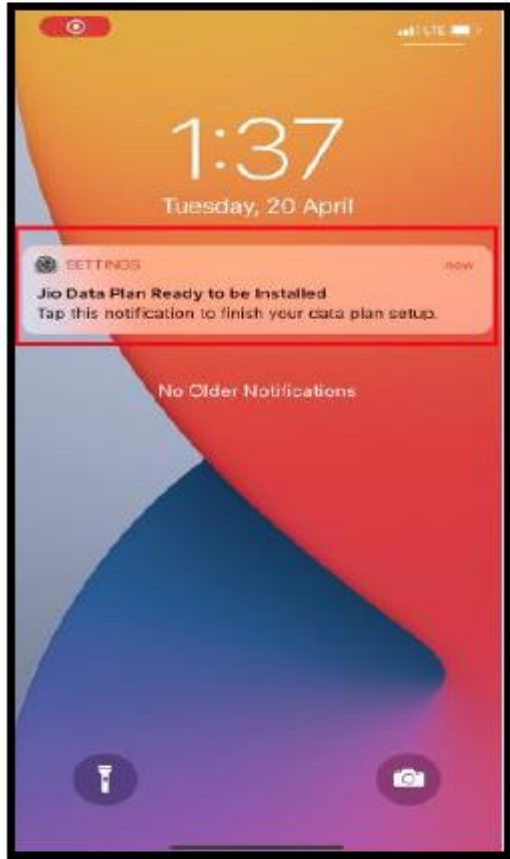 LTE
1:37
Tuesday, 20 April
SETTINGS now
Jio Data Plan Ready to be Installed
Tap this notification to finish your data plan setup.
No Older Notifications